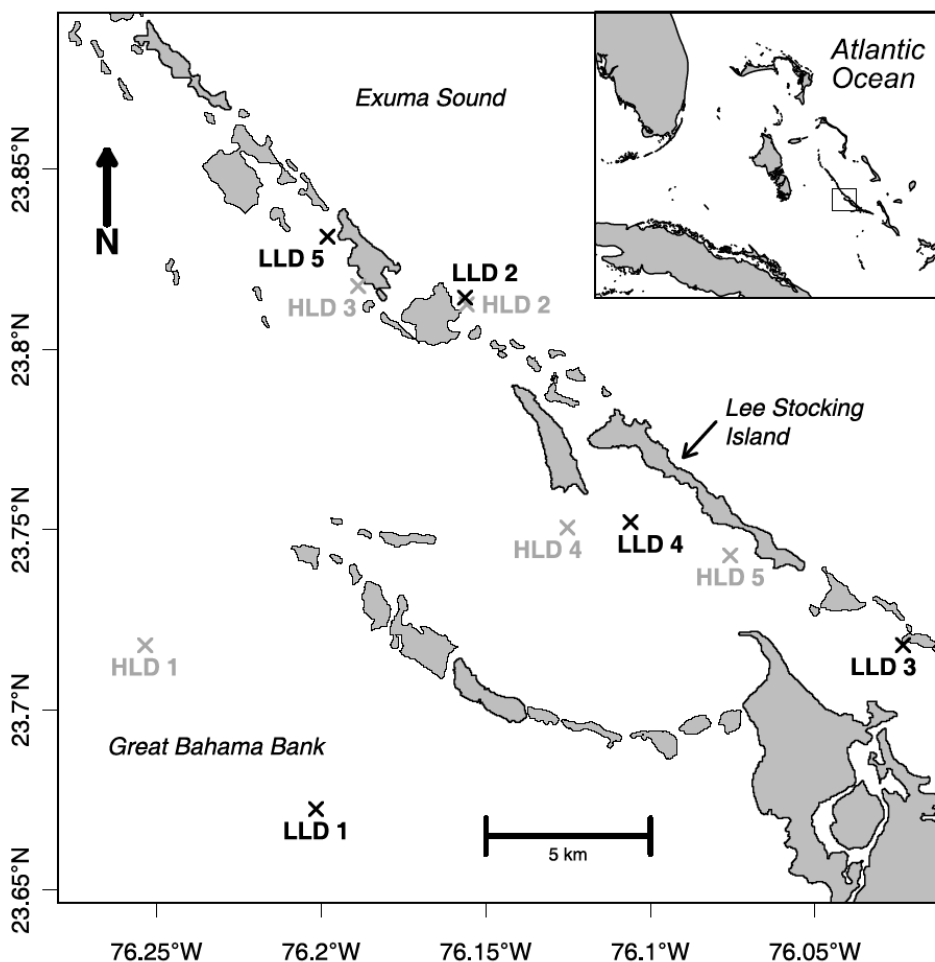 Atlantic
Ocean
Exuma Sound
N
LLD 5
LLD 2
HLD 3
HLD 2
Lee Stocking
Island
HLD 4
LLD 4
HLD 5
HLD 1
LLD 3
Great Bahama Bank
LLD 1
5 km
23.85°N
23.8°N
23.75°N
23.7°N
23.65°N
76.25°W
76.2°W
76.15°W
76.1°W
76.05°W